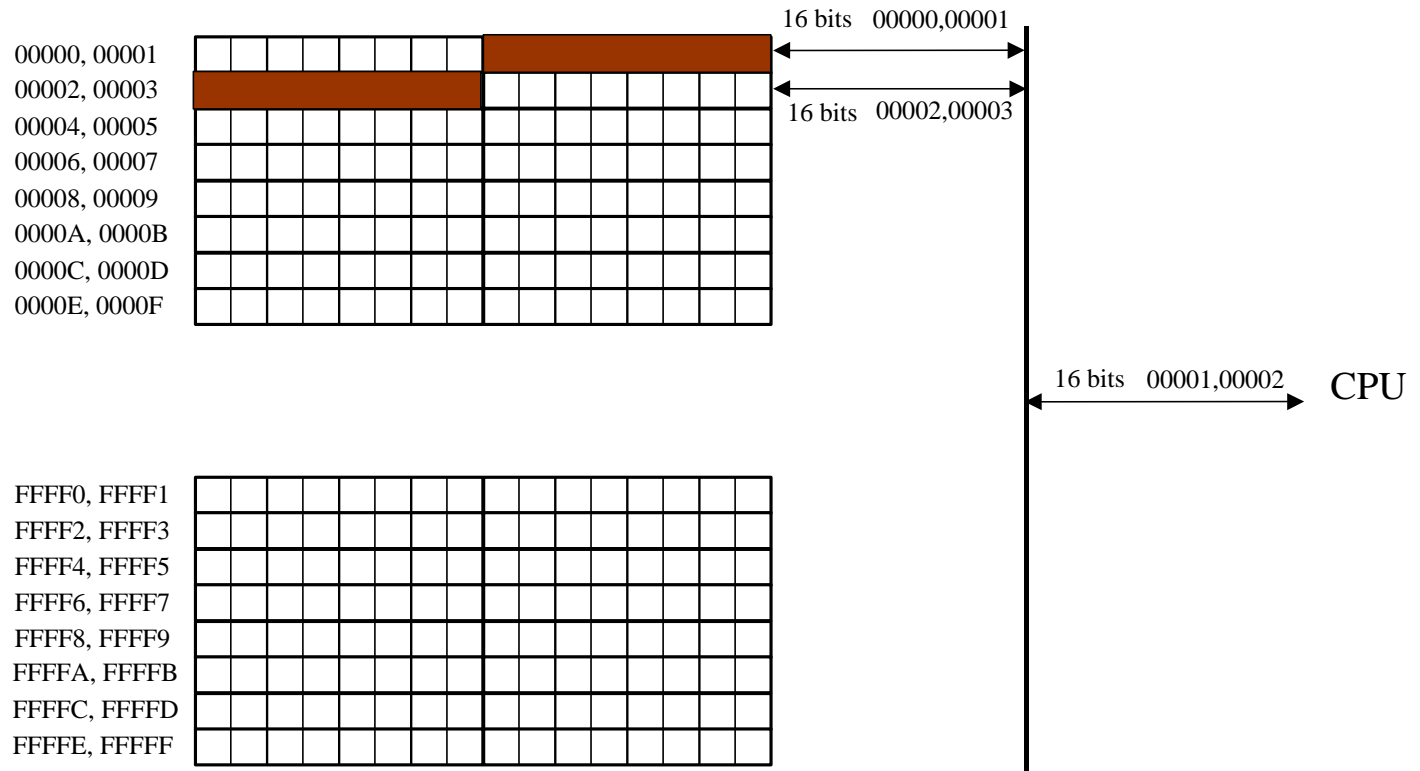 16 bits 00000,00001
00000, 00001
00002, 00003
16 bits 00002,00003
00004, 00005
00006, 00007
00008, 00009
0000A, 0000B
0000C, 0000D
0000E, 0000F
16 bits 00001,00002
CPU
FFFF0, FFFF1
FFFF2, FFFF3
FFFF4, FFFF5
FFFF6, FFFF7
FFFF8, FFFF9
FFFFA, FFFFB
FFFFC, FFFFD
FFFFE, FFFFF